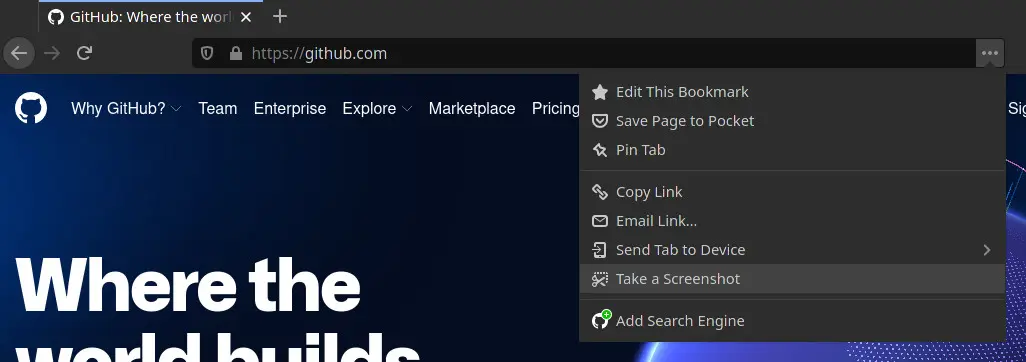 GitHub: Where the worl
https://github.com
Why GitHub? Team Enterprise Explore Marketplace Pricing
Edit This Bookmark
Save Page to Pocket
Pin Tab
Copy Link
Email Link...
Send Tab to Device
Take a Screenshot
Add Search Engine
Where the
world builds